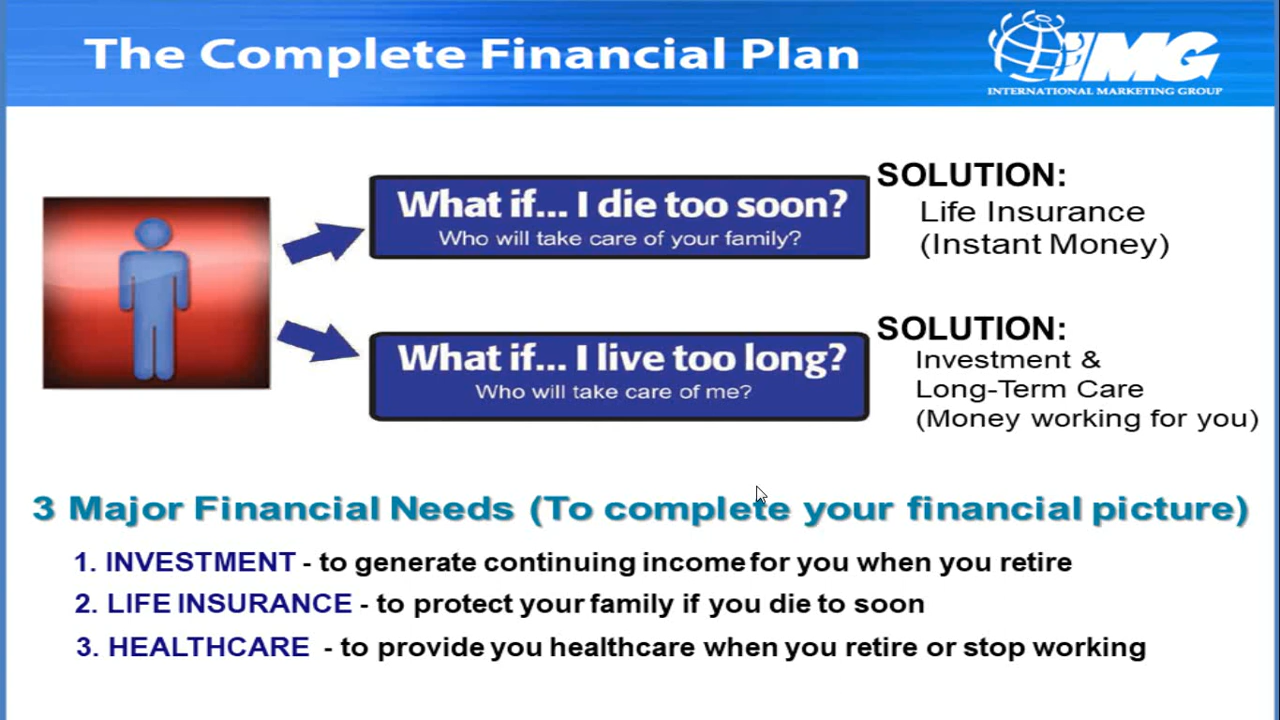 The Complete Financial Plan
IMG
INTERNATIONAL MARKETING GROUP
What if... I die too soon?
Who will take care of your family?
SOLUTION:
Life Insurance
(Instant Money)
What if... I live too long?
Who will take care of me?
SOLUTION:
Investment &
Long-Term Care
(Money working for you)
3 Major Financial Needs (To complete your financial picture)
1. INVESTMENT - to generate continuing income for you when you retire
2. LIFE INSURANCE - to protect your family if you die to soon
3. HEALTHCARE - to provide you healthcare when you retire or stop working